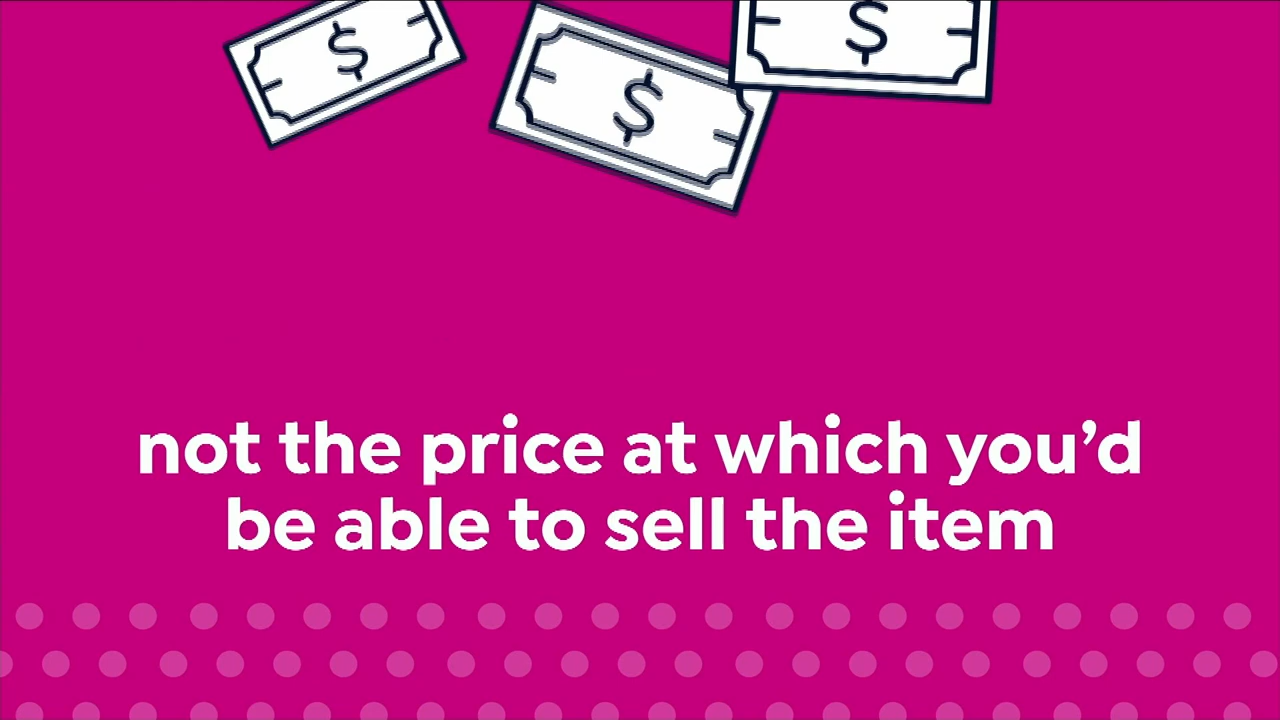 $ $ $
not the price at which you’d
be able to sell the item